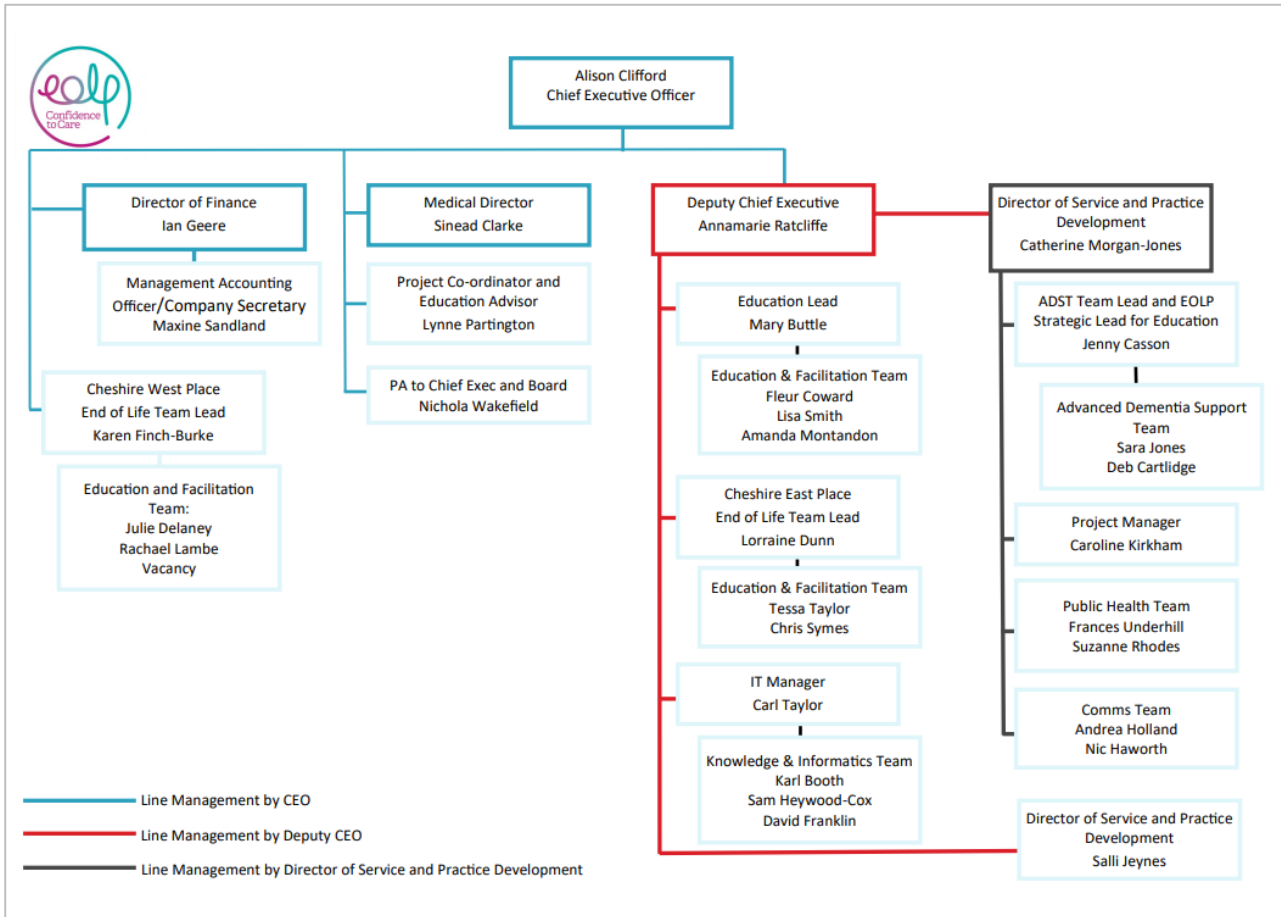 eolp
Confidence
to Care
Alison Clifford
Chief Executive Officer
Director of Finance
Ian Geere
Management Accounting
Officer/Company Secretary
Maxine Sandland
Cheshire West Place
End of Life Team Lead
Karen Finch-Burke
Education and Facilitation
Team:
Julie Delaney
Rachael Lambe
Vacancy
Medical Director
Sinead Clarke
Project Co-ordinator and
Education Advisor
Lynne Partington
PA to Chief Exec and Board
Nichola Wakefield
Deputy Chief Executive
Annamarie Ratcliffe
Education Lead
Mary Buttle
Education & Facilitation Team
Fleur Coward
Lisa Smith
Amanda Montandon
Cheshire East Place
End of Life Team Lead
Lorraine Dunn
Education & Facilitation Team
Tessa Taylor
Chris Symes
IT Manager
Carl Taylor
Knowledge & Informatics Team
Karl Booth
Sam Heywood-Cox
David Franklin
Director of Service and Practice
Development
Catherine Morgan-Jones
ADST Team Lead and EOLP
Strategic Lead for Education
Jenny Casson
Advanced Dementia Support
Team
Sara Jones
Deb Cartlidge
Project Manager
Caroline Kirkham
Public Health Team
Frances Underhill
Suzanne Rhodes
Comms Team
Andrea Holland
Nic Haworth
Director of Service and Practice
Development
Salli Jeynes
Line Management by CEO
Line Management by Deputy CEO
Line Management by Director of Service and Practice Development